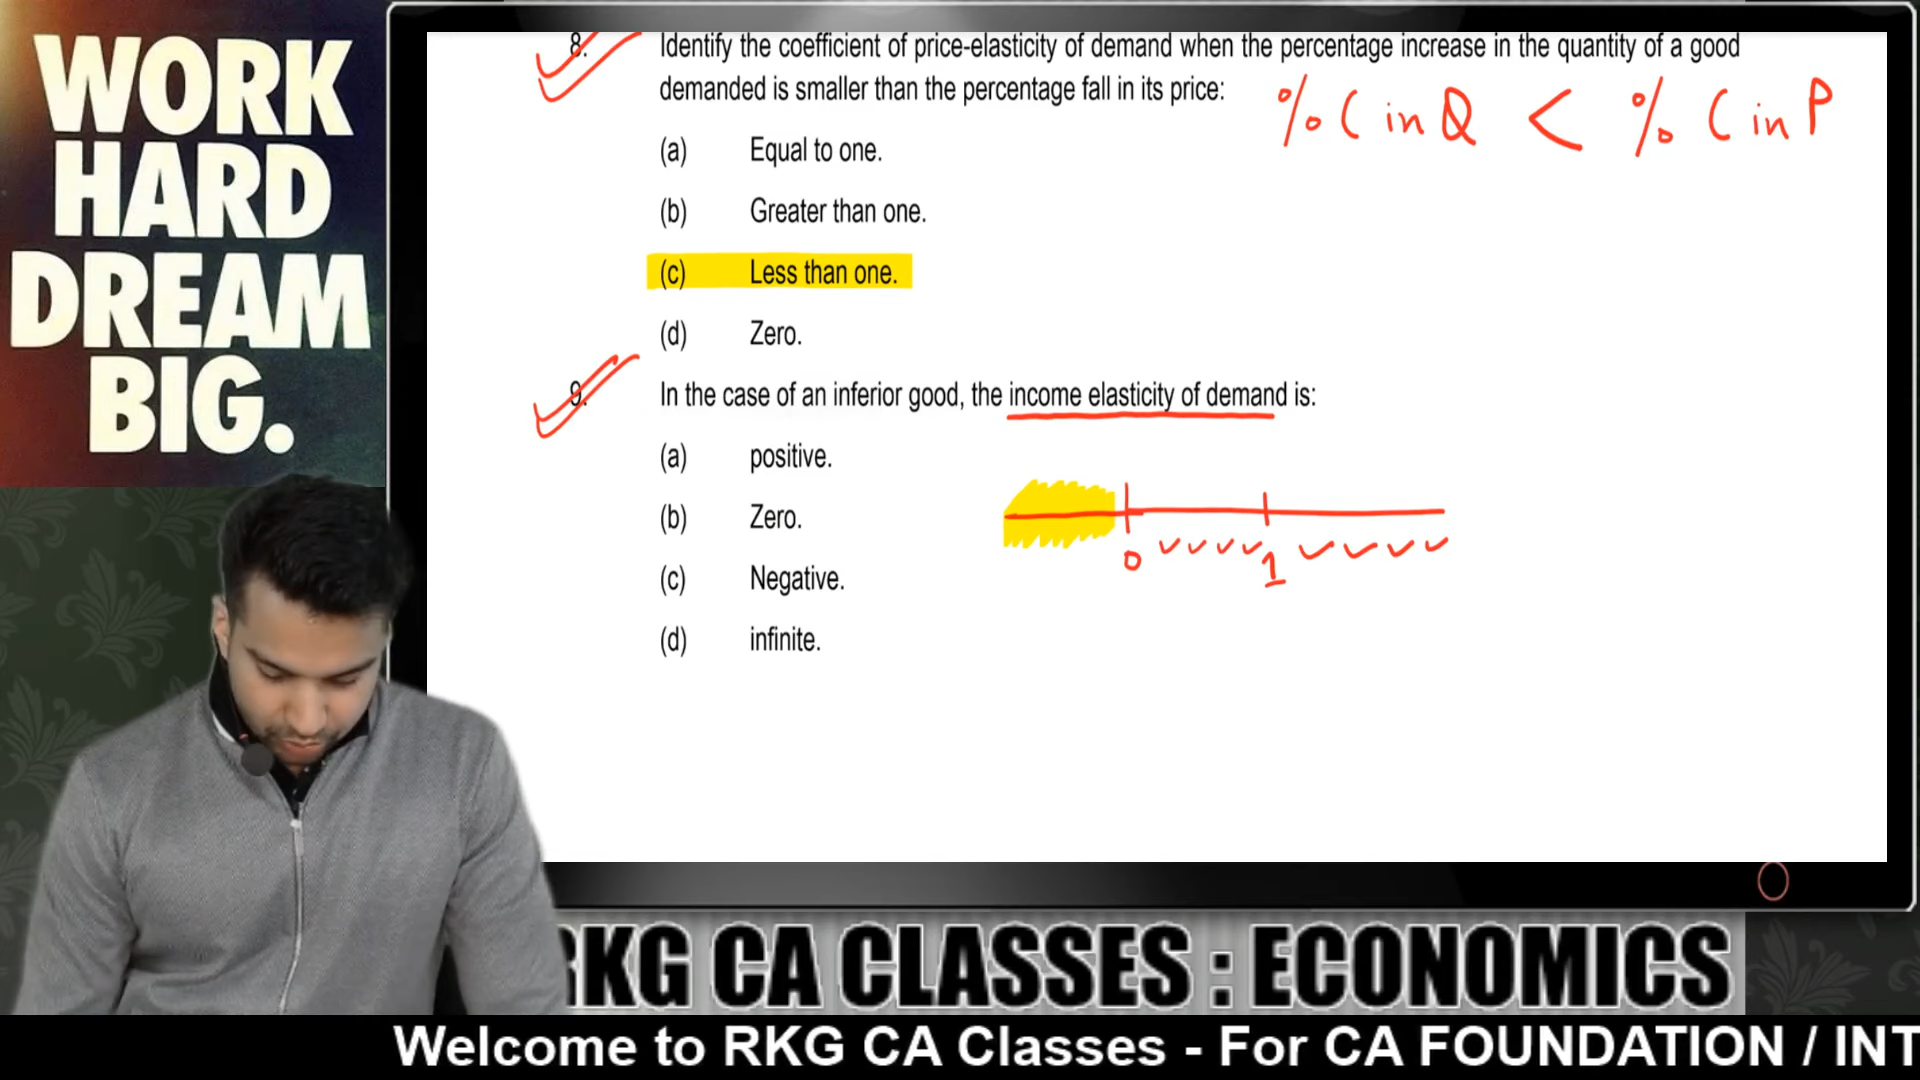 WORK
HARD
DREAM
BIG.
8. Identify the coefficient of price-elasticity of demand when the percentage increase in the quantity of a good
demanded is smaller than the percentage fall in its price:
% C in Q < % C in P
(a) Equal to one.
(b) Greater than one.
(c) Less than one.
(d) Zero.
9. In the case of an inferior good, the income elasticity of demand is:
(a) positive.
(b) Zero.
(c) Negative.
(d) infinite.
0 1
RKG CA CLASSES : ECONOMICS
Welcome to RKG CA Classes - For CA FOUNDATION / INT